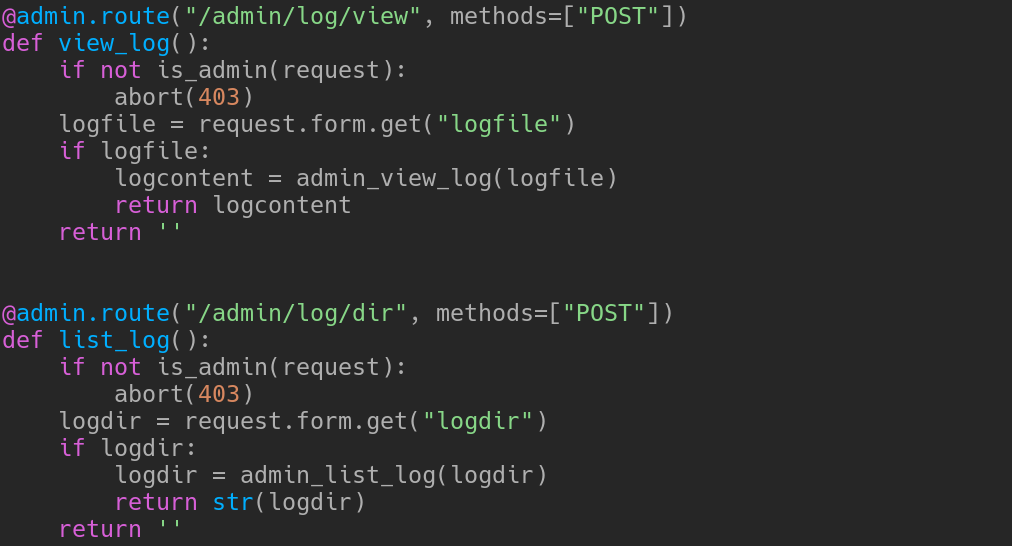 @admin.route("/admin/log/view", methods=["POST"])
def view_log():
    if not is_admin(request):
        abort(403)
    logfile = request.form.get("logfile")
    if logfile:
        logcontent = admin_view_log(logfile)
        return logcontent
    return ''


@admin.route("/admin/log/dir", methods=["POST"])
def list_log():
    if not is_admin(request):
        abort(403)
    logdir = request.form.get("logdir")
    if logdir:
        logdir = admin_list_log(logdir)
        return str(logdir)
    return ''